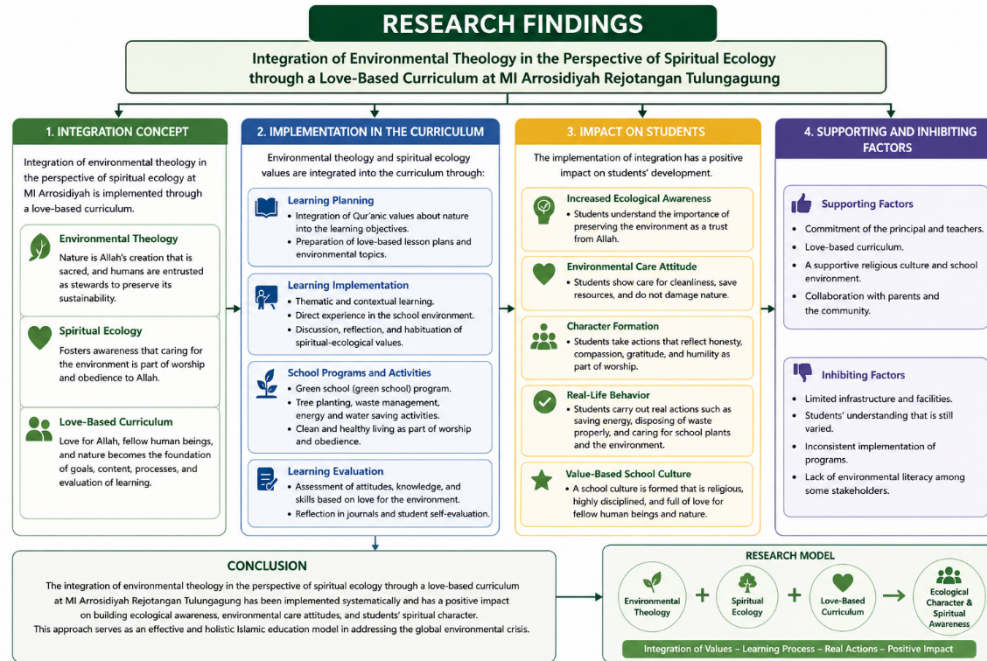 RESEARCH FINDINGS
Integration of Environmental Theology in the Perspective of Spiritual Ecology
through a Love-Based Curriculum at MI Arrosidiyah Rejotangan Tulungagung
1. INTEGRATION CONCEPT
Integration of environmental theology in
the perspective of spiritual ecology at
MI Arrosidiyah is implemented through
a love-based curriculum.
Environmental Theology
Nature is Allah's creation that is
sacred, and humans are entrusted
as stewards to preserve its
sustainability.
Spiritual Ecology
Fosters awareness that caring for
the environment is part of worship
and obedience to Allah.
Love-Based Curriculum
Love for Allah, fellow human beings,
and nature becomes the foundation
of goals, content, processes, and
evaluation of learning.
2. IMPLEMENTATION IN THE CURRICULUM
Environmental theology and spiritual ecology
values are integrated into the curriculum through:
Learning Planning
• Integration of Qur'anic values about nature
into the learning objectives.
• Preparation of love-based lesson plans and
environmental topics.
Learning Implementation
• Thematic and contextual learning.
• Direct experience in the school environment.
• Discussion, reflection, and habituation of
spiritual-ecological values.
School Programs and Activities
• Green school (green school) program.
• Tree planting, waste management,
energy and water saving activities.
• Clean and healthy living as part of worship
and obedience.
Learning Evaluation
• Assessment of attitudes, knowledge, and
skills based on love for the environment.
• Reflection in journals and student self-evaluation.
3. IMPACT ON STUDENTS
The implementation of integration has a positive
impact on students' development.
Increased Ecological Awareness
• Students understand the importance of
preserving the environment as a trust
from Allah.
Environmental Care Attitude
• Students show care for cleanliness, save
resources, and do not damage nature.
Character Formation
• Students take actions that reflect honesty,
compassion, gratitude, and humility as
part of worship.
Real-Life Behavior
• Students carry out real actions such as
saving energy, disposing of waste
properly, and caring for school plants
and the environment.
Value-Based School Culture
• A school culture is formed that is religious,
highly disciplined, and full of love for
fellow human beings and nature.
4. SUPPORTING AND INHIBITING
FACTORS
Supporting Factors
• Commitment of the principal and teachers.
• Love-based curriculum.
• A supportive religious culture and school
environment.
• Collaboration with parents and
the community.
Inhibiting Factors
• Limited infrastructure and facilities.
• Students' understanding that is still
varied.
• Inconsistent implementation of
programs.
• Lack of environmental literacy among
some stakeholders.
CONCLUSION
The integration of environmental theology in the perspective of spiritual ecology through a love-based curriculum
at MI Arrosidiyah Rejotangan Tulungagung has been implemented systematically and has a positive impact
on building ecological awareness, environmental care attitudes, and students' spiritual character.
This approach serves as an effective and holistic Islamic education model in addressing the global environmental crisis.
RESEARCH MODEL
Environmental
Theology
+
Spiritual
Ecology
+
Love-Based
Curriculum
→
Ecological
Character &
Spiritual
Awareness
Integration of Values – Learning Process – Real Actions – Positive Impact